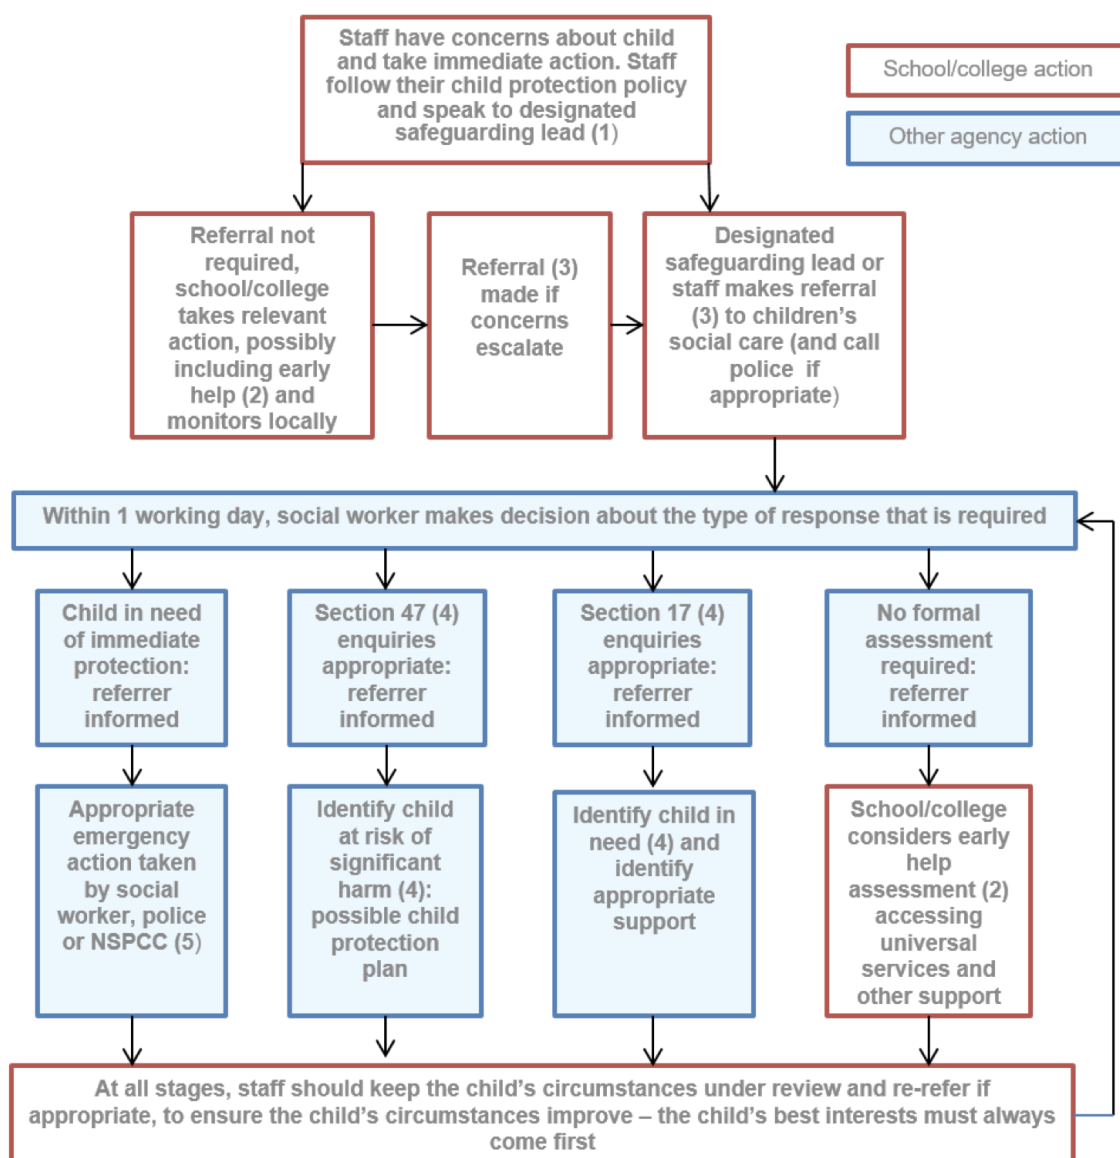 Staff have concerns about child
and take immediate action. Staff
follow their child protection policy
and speak to designated
safeguarding lead (1)
School/college action
Other agency action
Referral not
required,
school/college
takes relevant
action, possibly
including early
help (2) and
monitors locally
Referral (3)
made if
concerns
escalate
Designated
safeguarding lead or
staff makes referral
(3) to children’s
social care (and call
police if
appropriate)
Within 1 working day, social worker makes decision about the type of response that is required
Child in need
of immediate
protection:
referrer
informed
Section 47 (4)
enquiries
appropriate:
referrer
informed
Section 17 (4)
enquiries
appropriate:
referrer
informed
No formal
assessment
required:
referrer
informed
Appropriate
emergency
action taken
by social
worker, police
or NSPCC (5)
Identify child
at risk of
significant
harm (4):
possible child
protection
plan
Identify child in
need (4) and
identify
appropriate
support
School/college
considers early
help
assessment (2)
accessing
universal
services and
other support
At all stages, staff should keep the child’s circumstances under review and re-refer if
appropriate, to ensure the child’s circumstances improve – the child’s best interests must always
come first